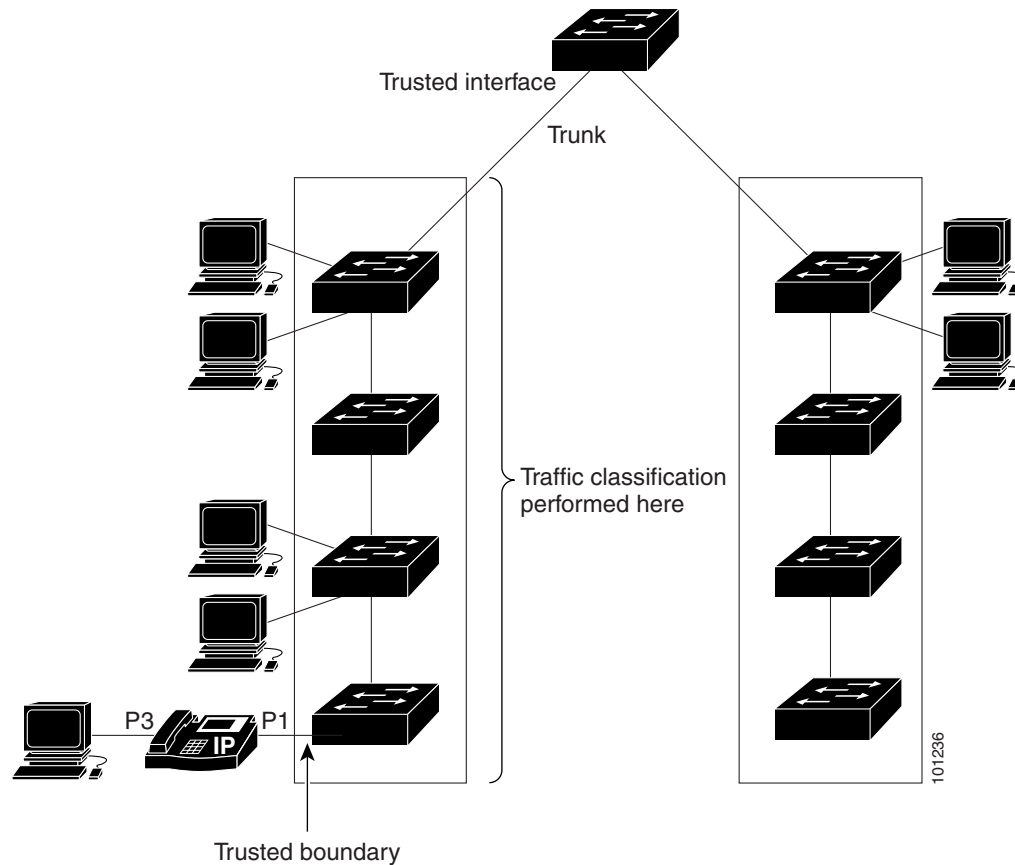 Trusted interface
Trunk
Traffic classification
performed here
P3
IP
P1
101236
Trusted boundary